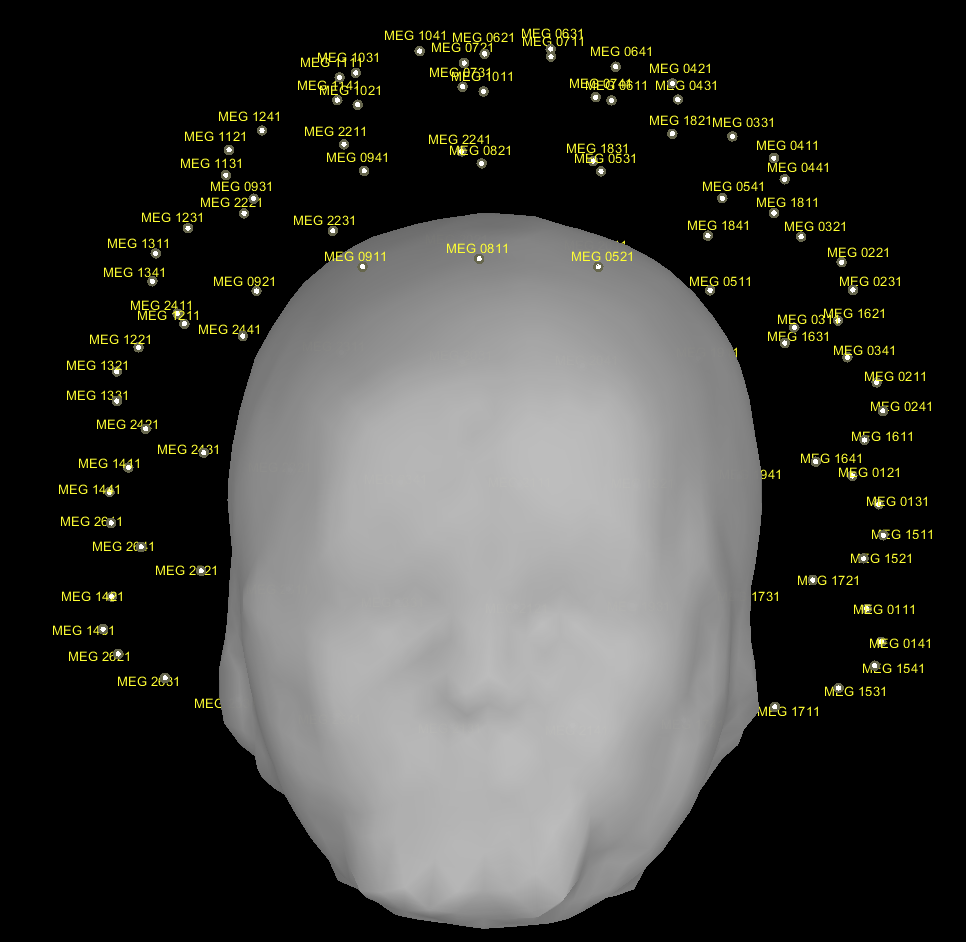 MEG 0631
MEG 1041
MEG 0621
MEG 0711
MEG 0721
MEG 0641
MEG 1031
MEG 1111
MEG 0421
MEG 0731
MEG 1011
MEG 1141
MEG 1021
MEG 0741
MEG 0611
MEG 0431
MEG 1241
MEG 1821
MEG 0331
MEG 1121
MEG 2211
MEG 2241
MEG 0821
MEG 1831
MEG 0531
MEG 0411
MEG 1131
MEG 0941
MEG 0441
MEG 0931
MEG 0541
MEG 2221
MEG 1811
MEG 1231
MEG 2231
MEG 1841
MEG 0321
MEG 1311
MEG 0911
MEG 0811
MEG 0521
MEG 0221
MEG 1341
MEG 0921
MEG 0511
MEG 0231
MEG 2411
MEG 1211
MEG 1621
MEG 2441
MEG 1631
MEG 1221
MEG 0341
1
MEG 1321
MEG 0211
MEG 1331
MEG 0241
MEG 2421
MEG 1611
MEG 2431
MEG 1641
MEG 0121
941
MEG 1441
MEG 0131
MEG 1511
MEG 2641
MEG 1521
MEG 2621
MEG 1721
MEG 1421
1731
MEG 0111
MEG 1431
MEG 0141
MEG 1541
MEG 2631
MEG 1531
MEG
MEG 1711